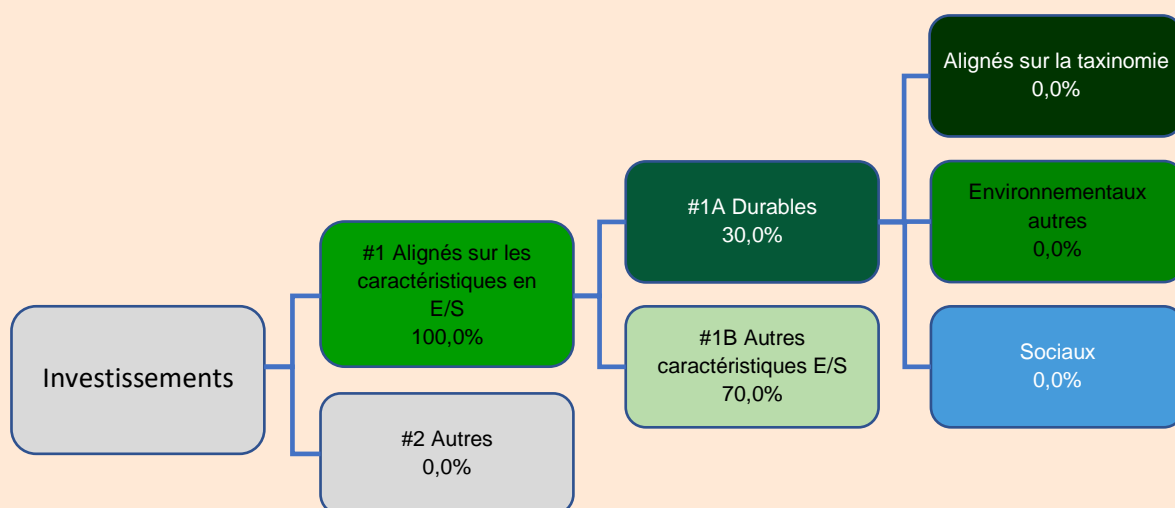 Investissements
#1 Alignés sur les
caractéristiques en
E/S
100,0%
#2 Autres
0,0%
#1A Durables
30,0%
#1B Autres
caractéristiques E/S
70,0%
Alignés sur la taxinomie
0,0%
Environnementaux
autres
0,0%
Sociaux
0,0%